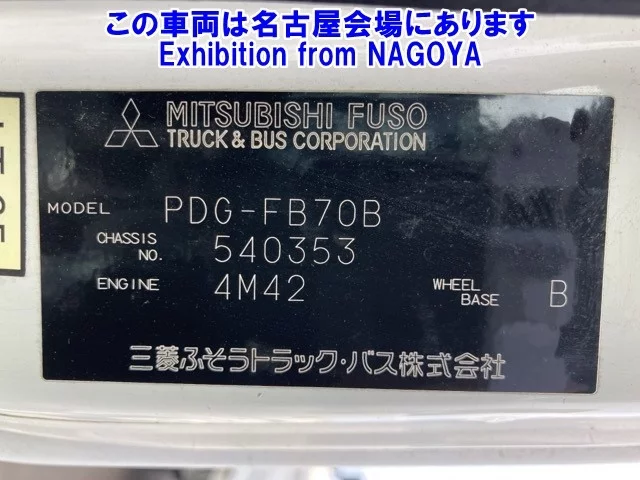 この車両は名古屋会場にあります
Exhibition from NAGOYA
MITSUBISHI FUSO
TRUCK & BUS CORPORATION
MODEL PDG-FB70B
CHASSIS NO. 540353
ENGINE 4M42 WHEEL BASE B
三菱ふそうトラック・バス株式会社